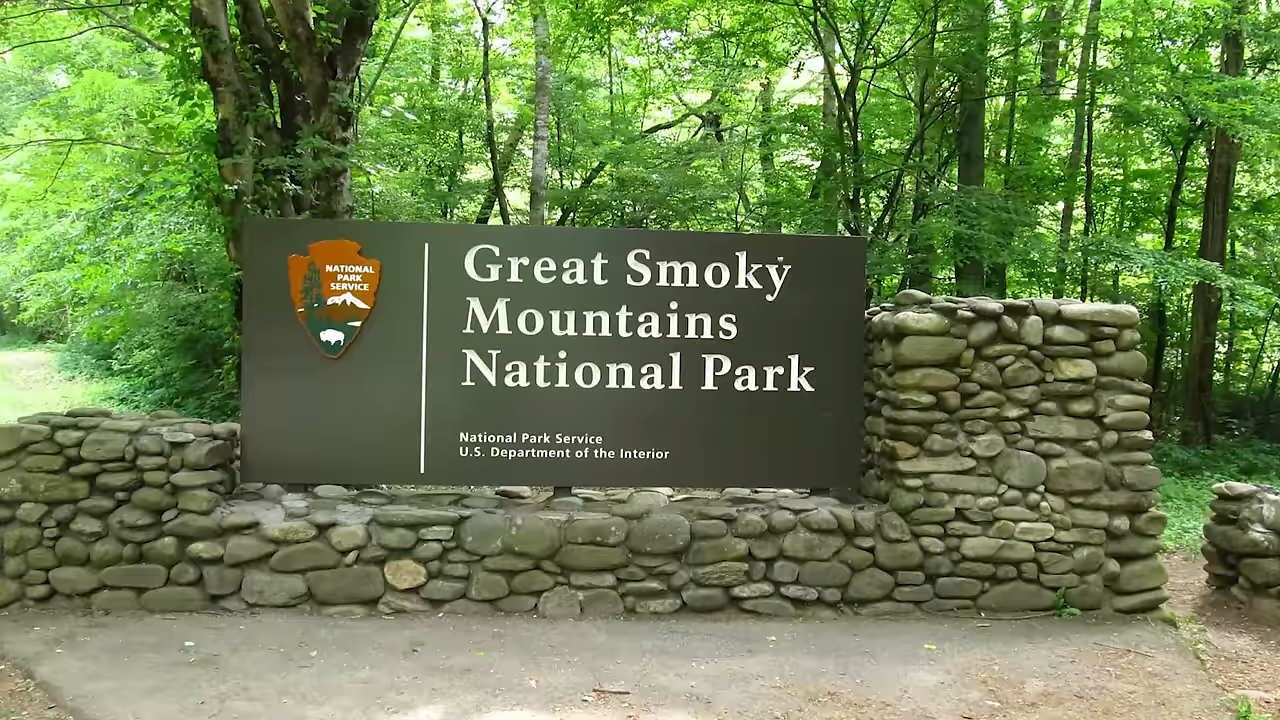 NATIONAL
PARK
SERVICE
Great Smoky
Mountains
National Park
National Park Service
U.S. Department of the Interior